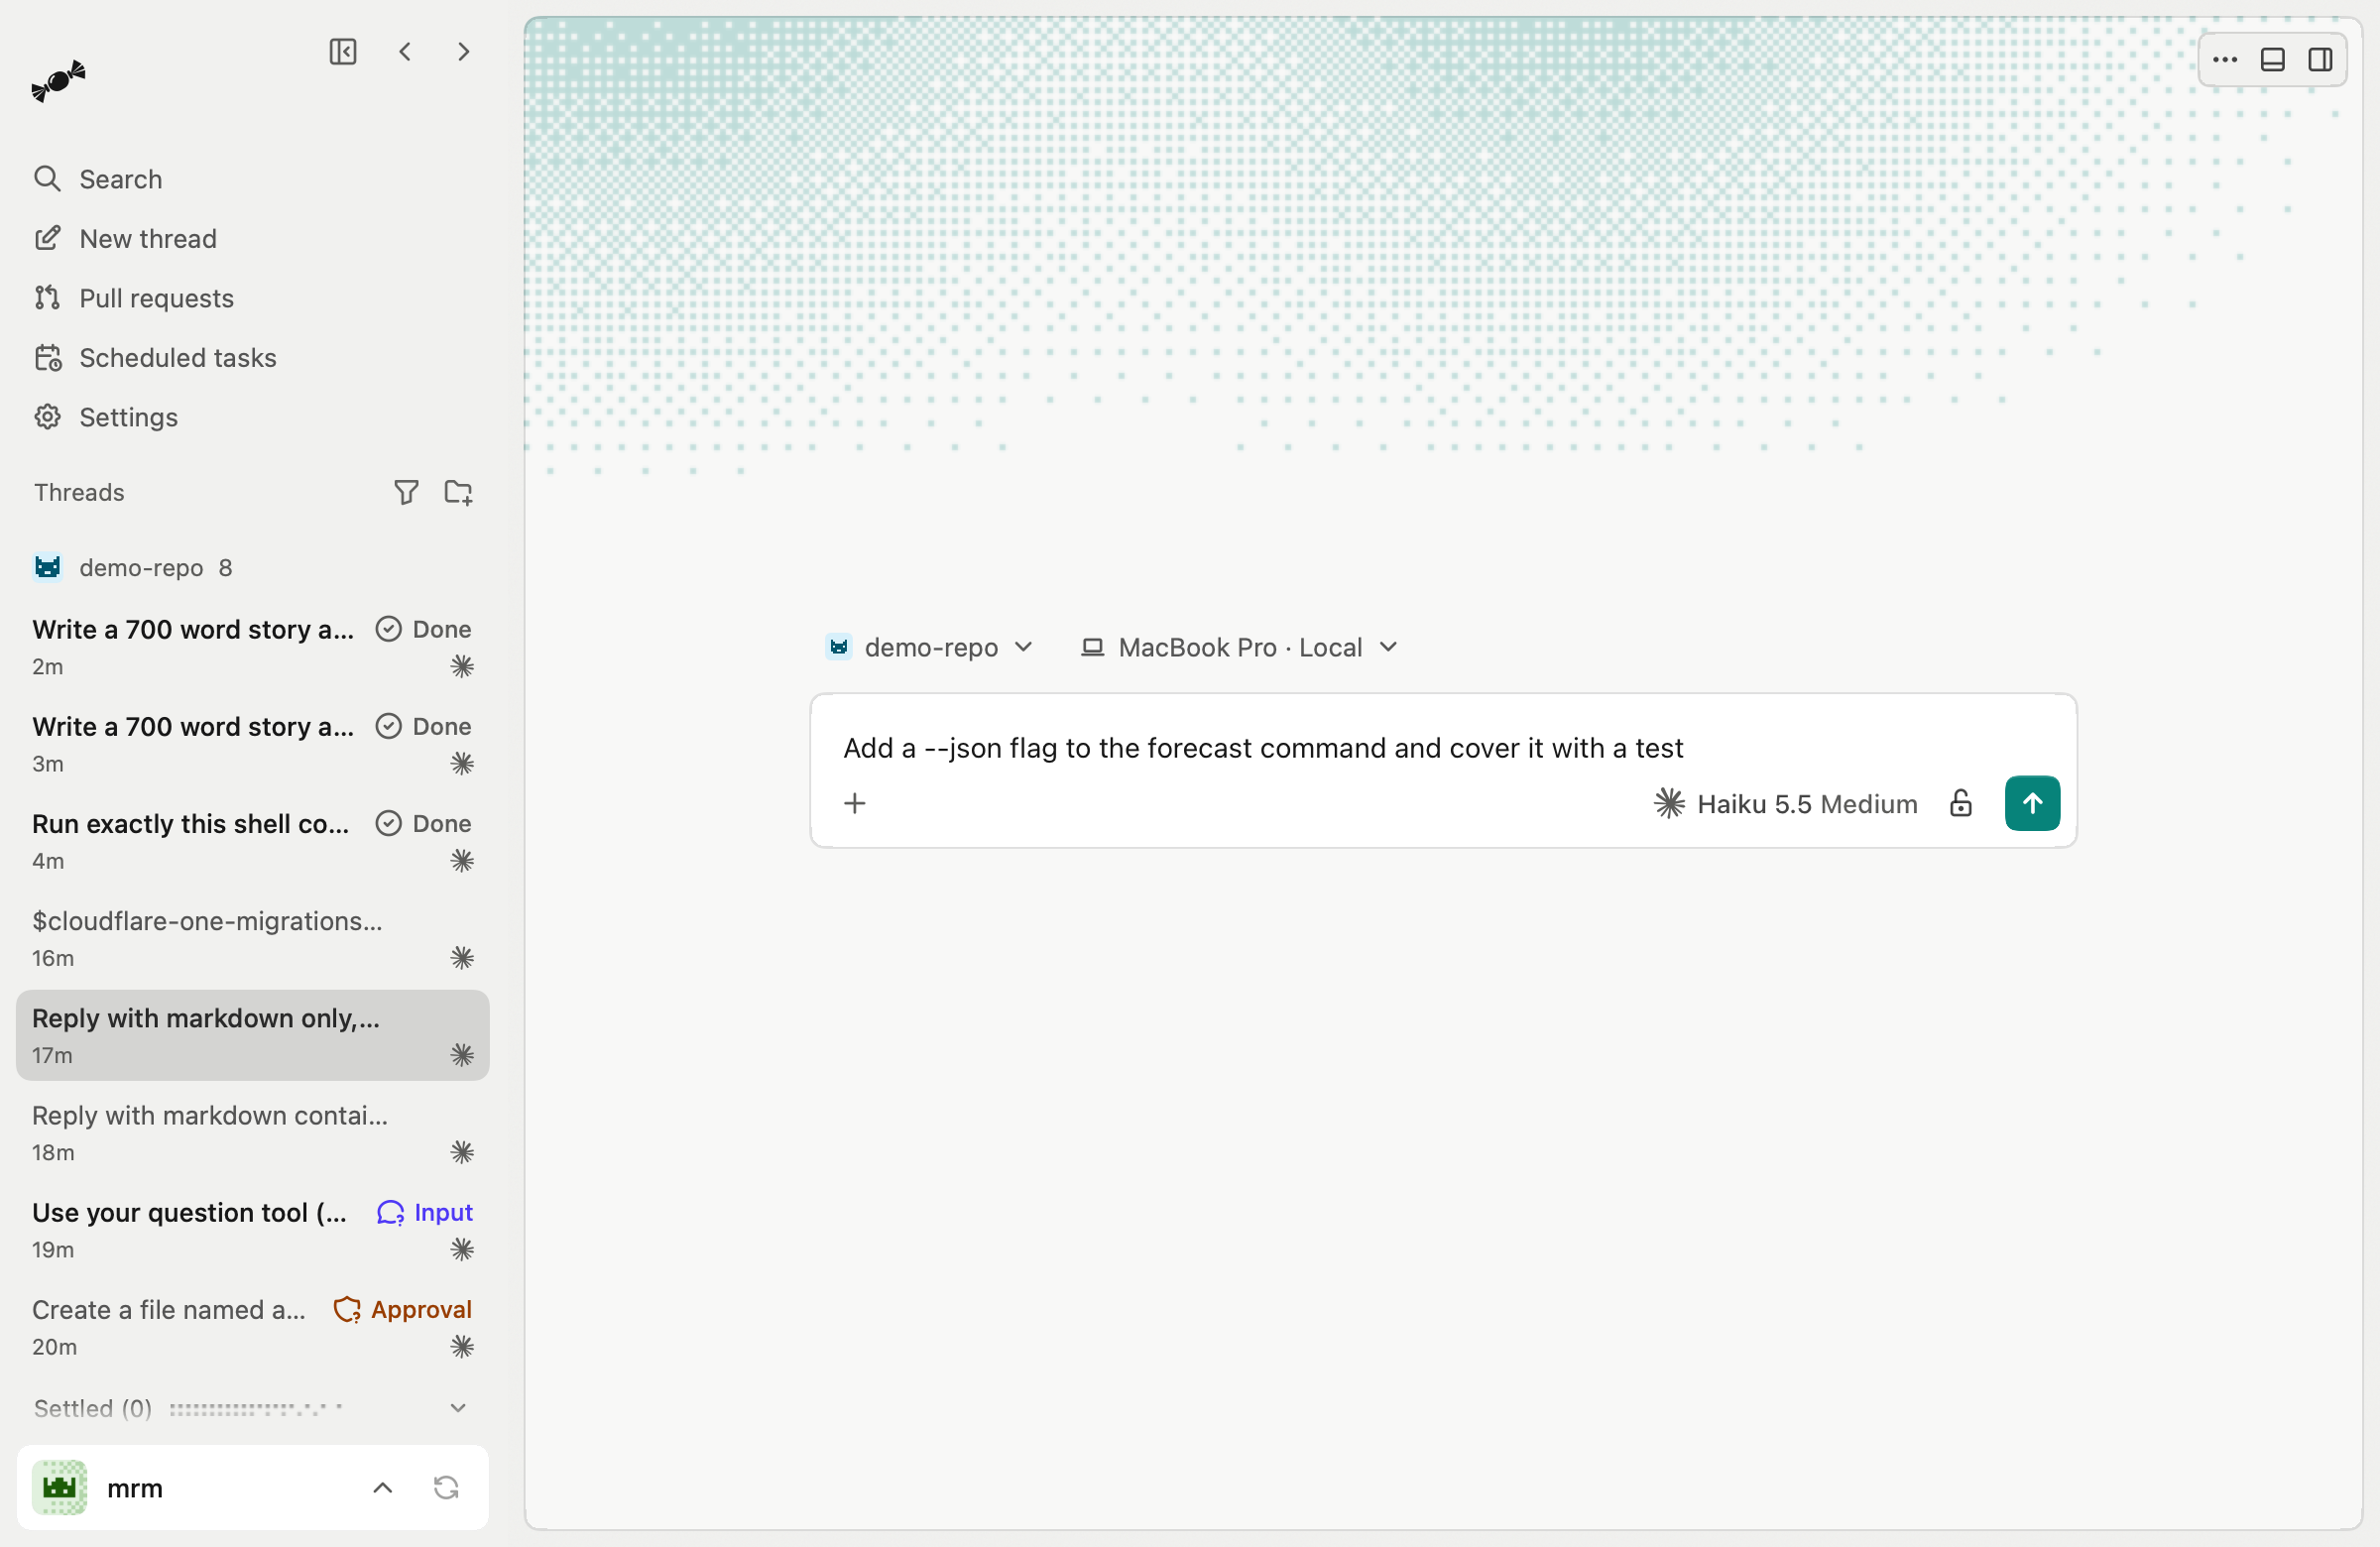 Search
New thread
Pull requests
Scheduled tasks
Settings
Threads
demo-repo 8
Write a 700 word story a... Done
2m
Write a 700 word story a... Done
3m
Run exactly this shell co... Done
4m
$cloudflare-one-migrations...
16m
Reply with markdown only,...
17m
Reply with markdown contai...
18m
Use your question tool (... Input
19m
Create a file named a... Approval
20m
Settled (0)
mrm
demo-repo MacBook Pro · Local
Add a --json flag to the forecast command and cover it with a test
Haiku 5.5 Medium